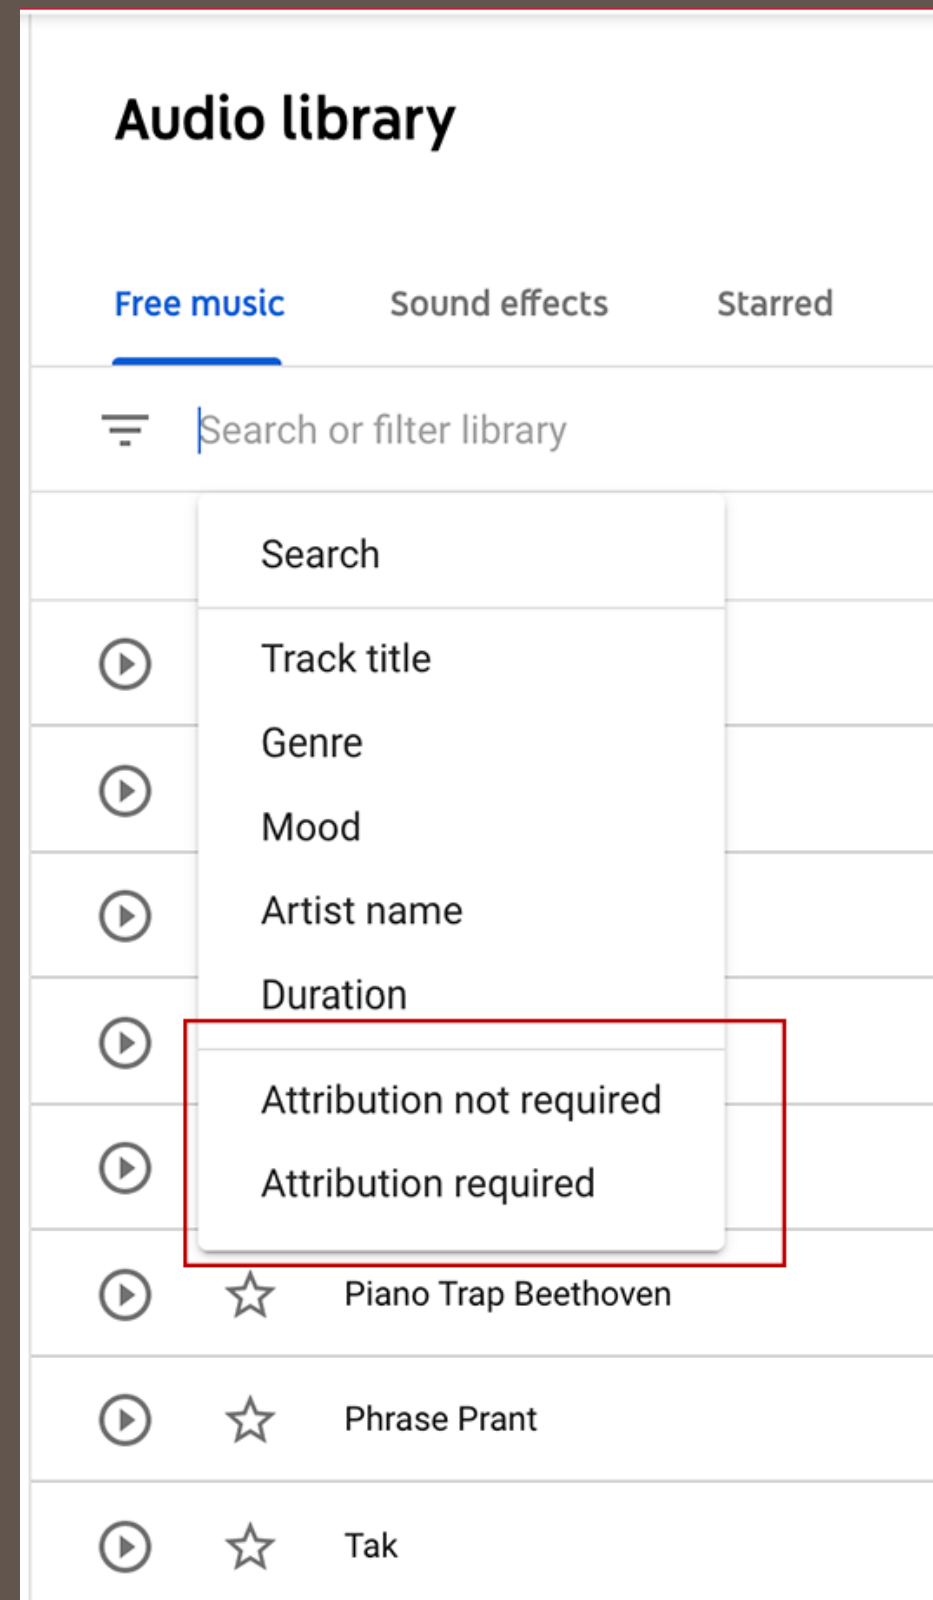 Audio library
Free music Sound effects Starred
Search or filter library
Search
Track title
Genre
Mood
Artist name
Duration
Attribution not required
Attribution required
Piano Trap Beethoven
Phrase Prant
Tak